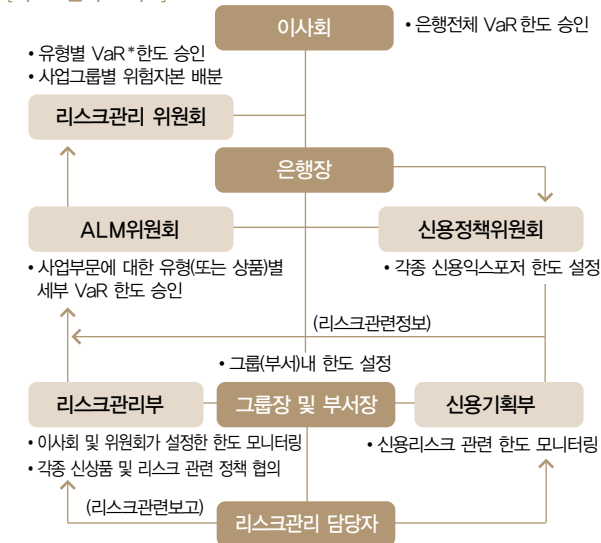 이사회
• 은행전체 VaR 한도 승인
• 유형별 VaR*한도 승인
• 사업그룹별 위험자본 배분
리스크관리 위원회
은행장
ALM위원회
신용정책위원회
• 사업부문에 대한 유형(또는 상품)별
세부 VaR 한도 승인
• 각종 신용익스포저 한도 설정
(리스크관련정보)
• 그룹(부서)내 한도 설정
리스크관리부
그룹장 및 부서장
신용기획부
• 이사회 및 위원회가 설정한 한도 모니터링
• 각종 신상품 및 리스크 관련 정책 협의
• 신용리스크 관련 한도 모니터링
(리스크관련보고)
리스크관리 담당자